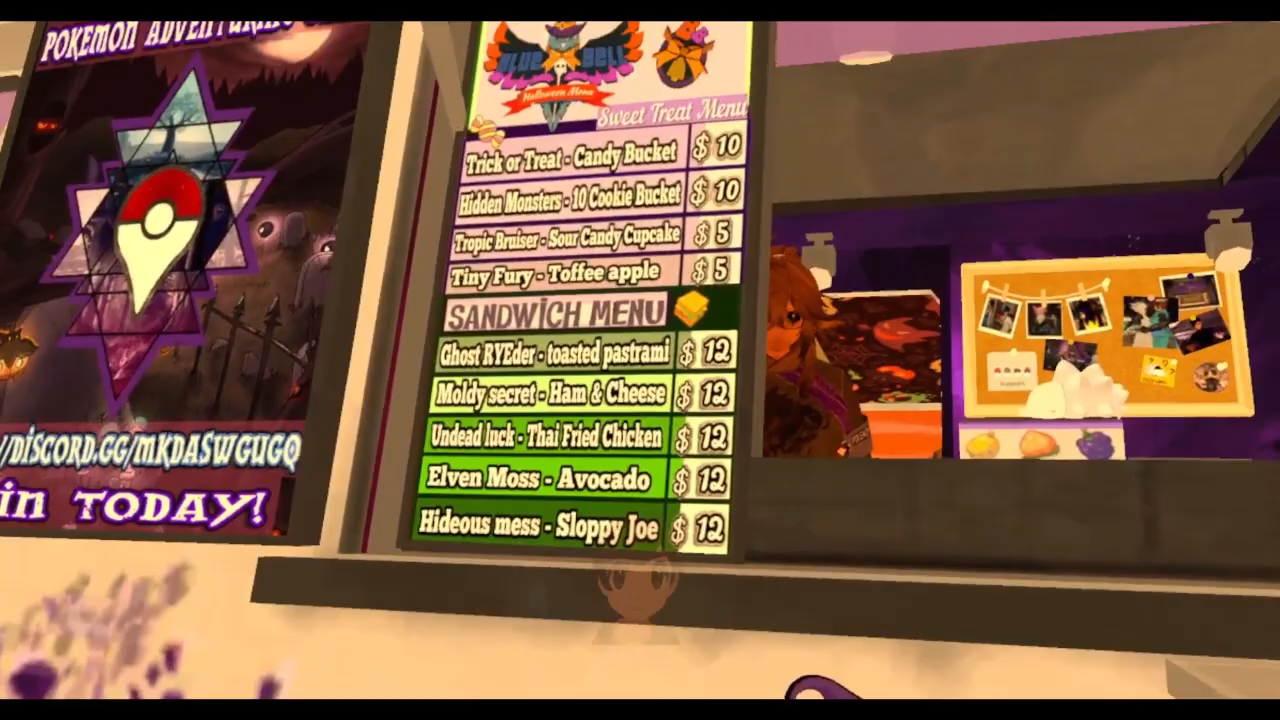 POKEMON ADVENTURING
/DISCORD.GG/MKDASWGUGQ
in TODAY!
BLUE BELL
Halloween Menu
Sweet Treat Menu
Trick or Treat - Candy Bucket $ 10
Hidden Monsters - 10 Cookie Bucket $ 10
Tropic Bruiser - Sour Candy Cupcake $ 5
Tiny Fury - Toffee apple $ 5
SANDWICH MENU
Ghost RYEder - toasted pastrami $ 12
Moldy secret - Ham & Cheese $ 12
Undead luck - Thai Fried Chicken $ 12
Elven Moss - Avocado $ 12
Hideous mess - Sloppy Joe $ 12